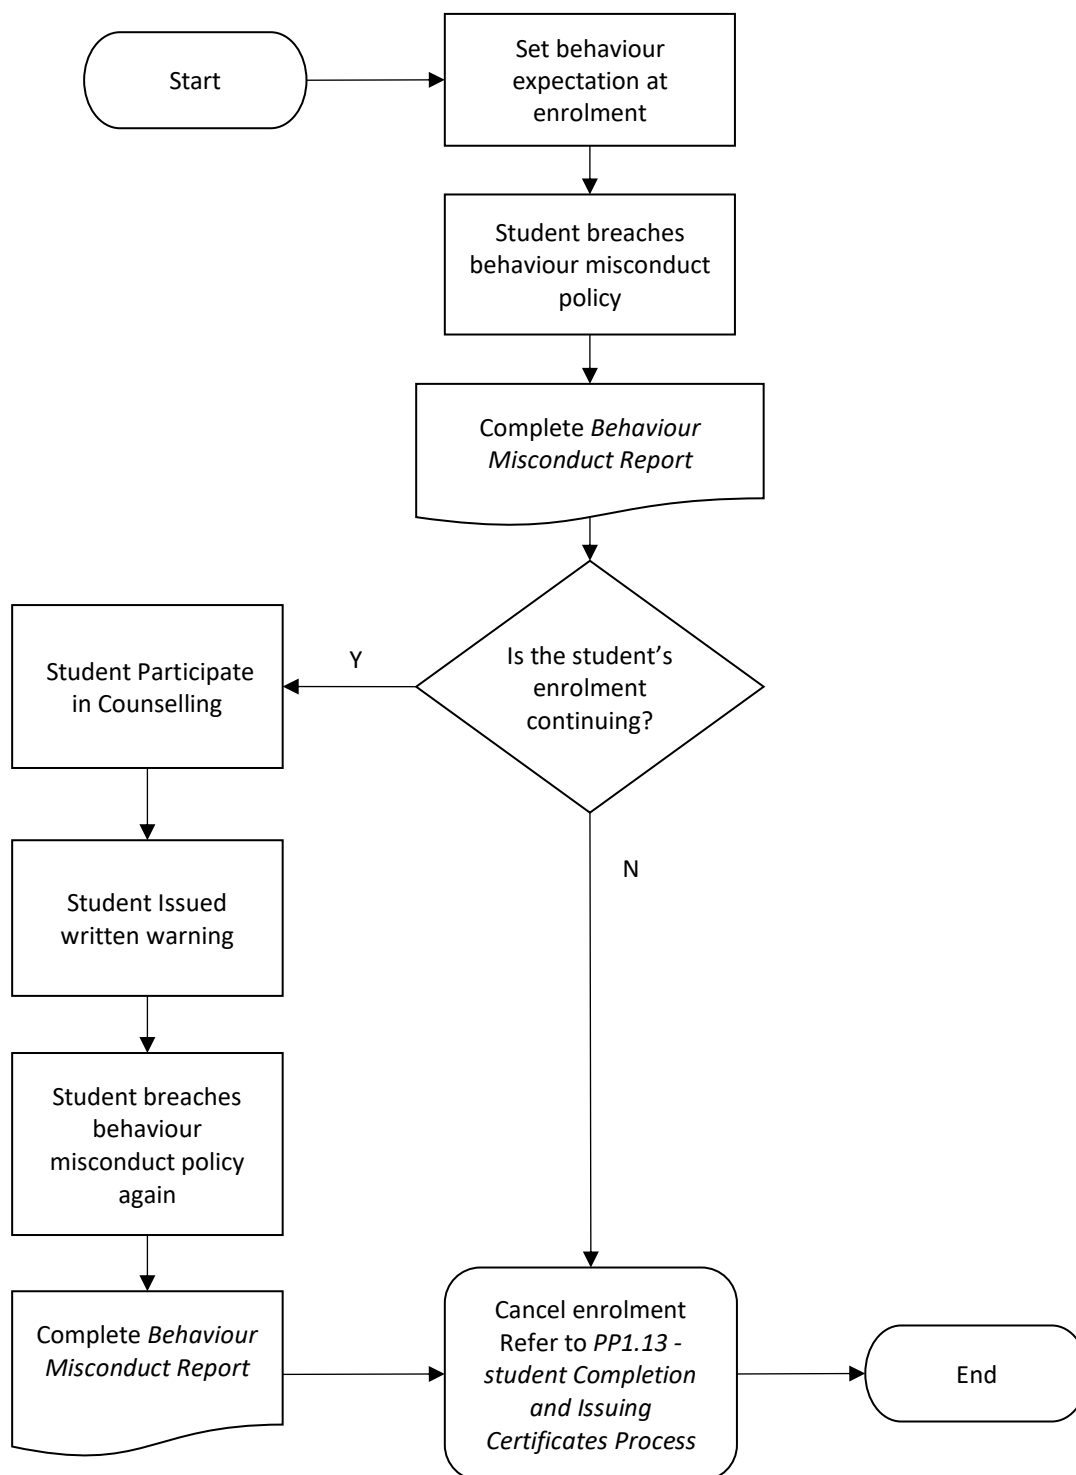 Start
Set behaviour
expectation at
enrolment
Student breaches
behaviour misconduct
policy
Complete Behaviour
Misconduct Report
Is the student’s
enrolment
continuing?
Y
Student Participate
in Counselling
N
Student Issued
written warning
Student breaches
behaviour
misconduct policy
again
Complete Behaviour
Misconduct Report
Cancel enrolment
Refer to PP1.13 -
student Completion
and Issuing
Certificates Process
End